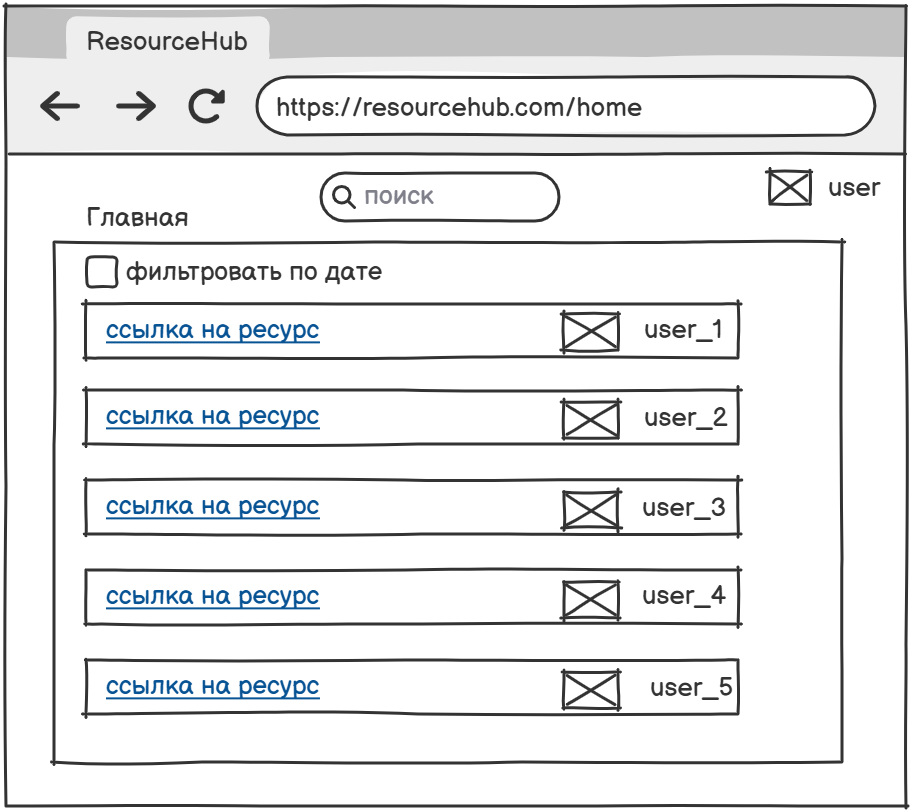 ResourceHub
https://resourcehub.com/home
поиск
user
Главная
фильтровать по дате
ссылка на ресурс user_1
ссылка на ресурс user_2
ссылка на ресурс user_3
ссылка на ресурс user_4
ссылка на ресурс user_5